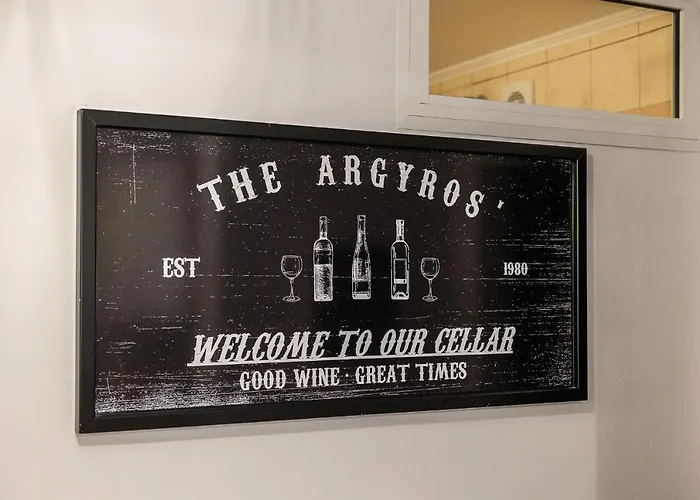 THE ARGYROS'
EST 1980
WELCOME TO OUR CELLAR
GOOD WINE · GREAT TIMES